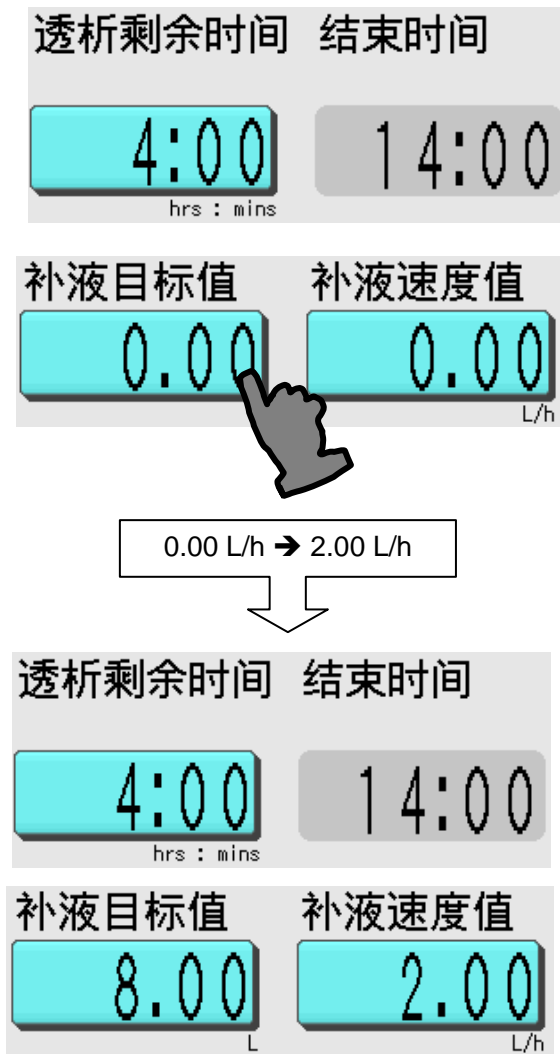 透析剩余时间 结束时间
4:00 14:00
hrs : mins
补液目标值 补液速度值
0.00 0.00
L/h
0.00 L/h ➔ 2.00 L/h
透析剩余时间 结束时间
4:00 14:00
hrs : mins
补液目标值 补液速度值
8.00 2.00
L L/h